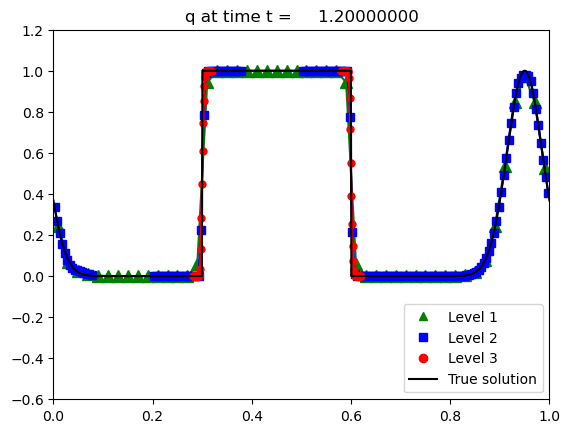 q at time t = 1.20000000
1.2
1.0
0.8
0.6
0.4
0.2
0.0
−0.2
−0.4
−0.6
0.0 0.2 0.4 0.6 0.8 1.0
Level 1
Level 2
Level 3
True solution